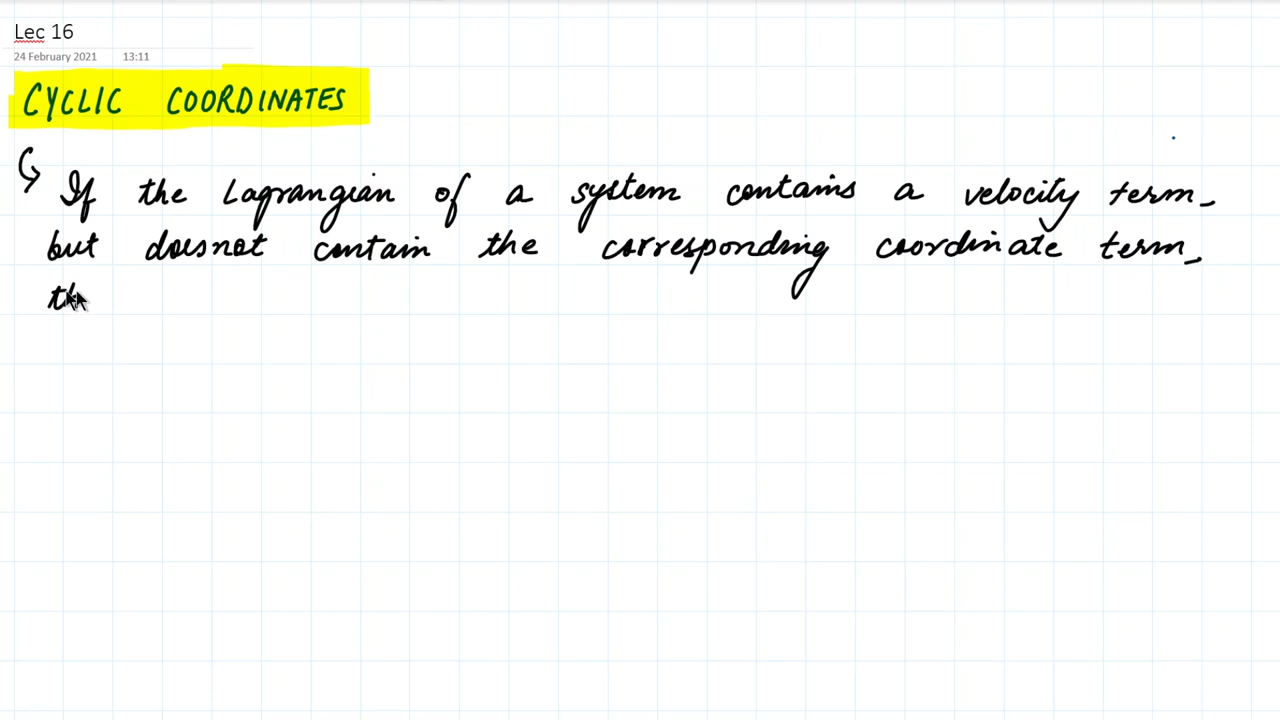 Lec 16
24 February 2021 13:11
CYCLIC COORDINATES
If the Lagrangian of a system contains a velocity term
but doesnot contain the corresponding coordinate term,